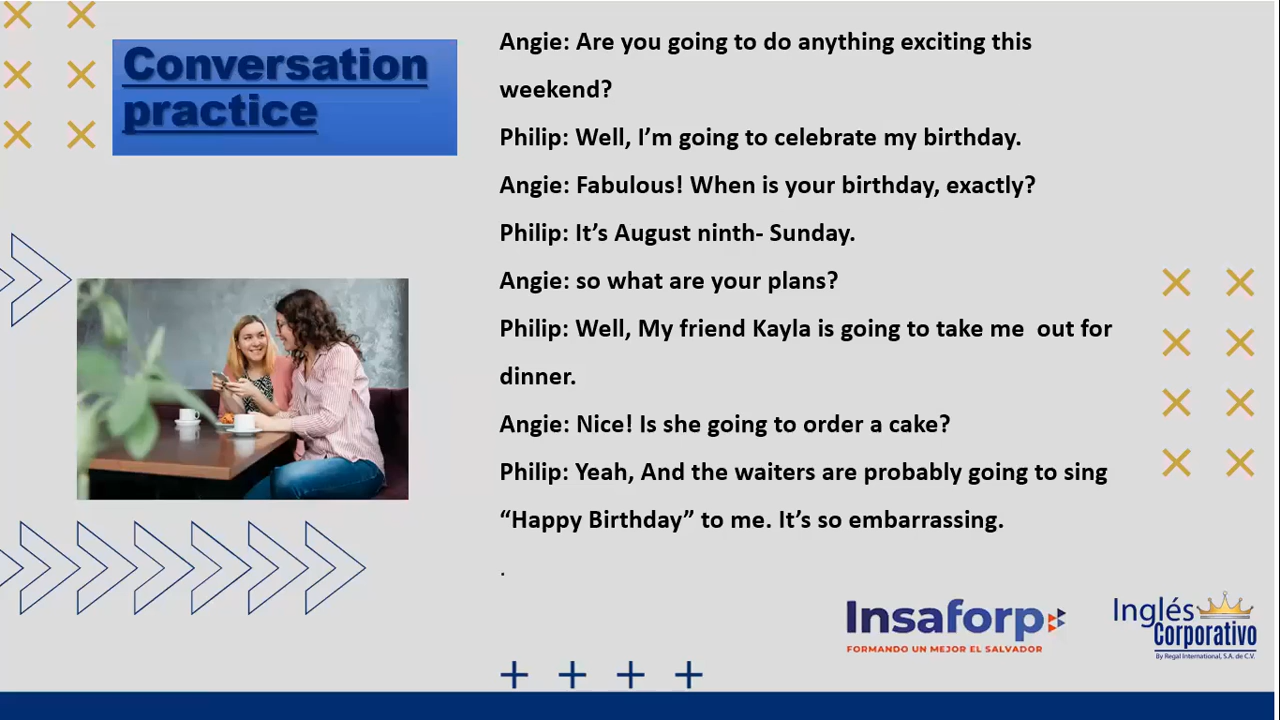 Conversation
practice
Angie: Are you going to do anything exciting this
weekend?
Philip: Well, I’m going to celebrate my birthday.
Angie: Fabulous! When is your birthday, exactly?
Philip: It’s August ninth- Sunday.
Angie: so what are your plans?
Philip: Well, My friend Kayla is going to take me  out for
dinner.
Angie: Nice! Is she going to order a cake?
Philip: Yeah, And the waiters are probably going to sing
“Happy Birthday” to me. It’s so embarrassing.
.
Insaforp
FORMANDO UN MEJOR EL SALVADOR
Inglés
Corporativo
By Regal International, S.A. de C.V.